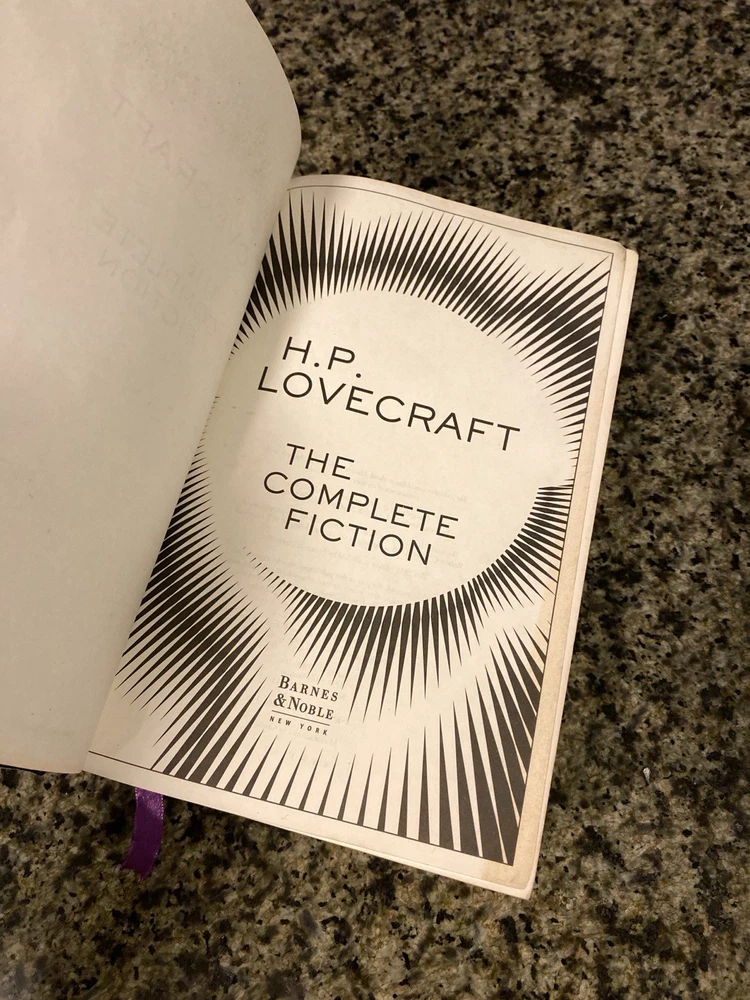 H.P.
LOVECRAFT
THE
COMPLETE
FICTION
BARNES
& NOBLE
NEW YORK